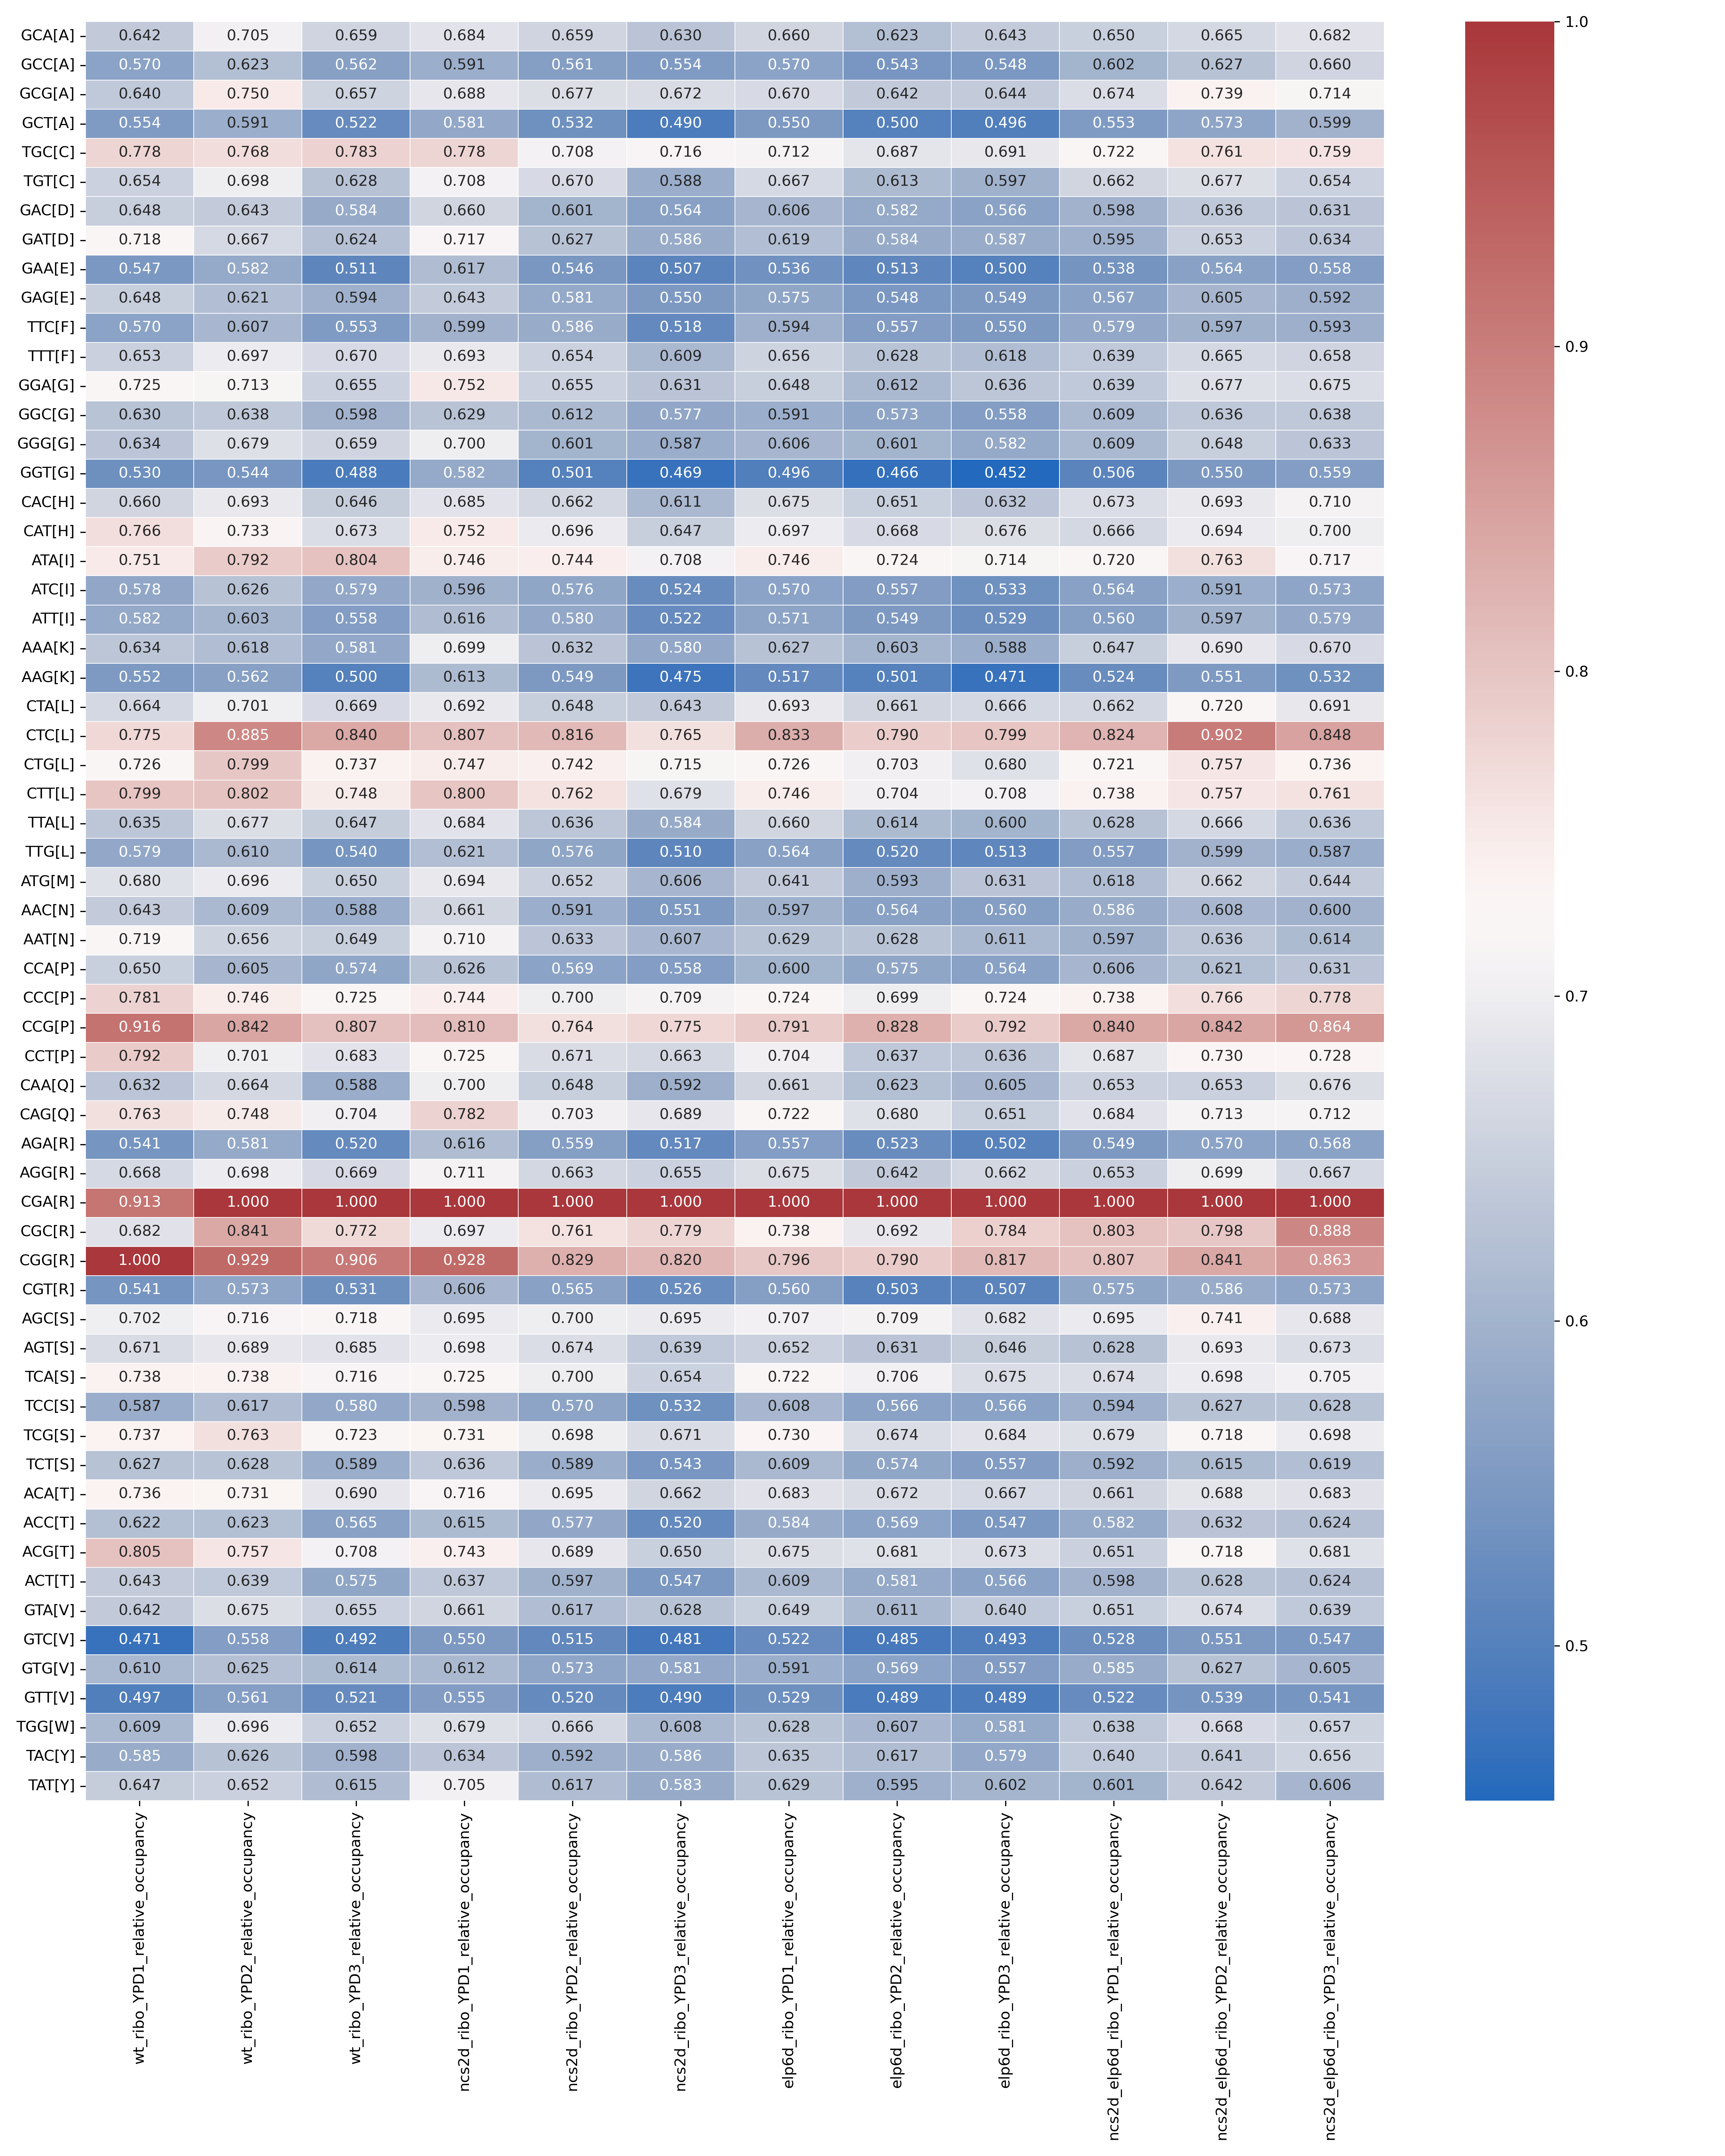 GCA[A] 0.642 0.705 0.659 0.684 0.659 0.630 0.660 0.623 0.643 0.650 0.665 0.682
GCC[A] 0.570 0.623 0.562 0.591 0.561 0.554 0.570 0.543 0.548 0.602 0.627 0.660
GCG[A] 0.640 0.750 0.657 0.688 0.677 0.672 0.670 0.642 0.644 0.674 0.739 0.714
GCT[A] 0.554 0.591 0.522 0.581 0.532 0.490 0.550 0.500 0.496 0.553 0.573 0.599
TGC[C] 0.778 0.768 0.783 0.778 0.708 0.716 0.712 0.687 0.691 0.722 0.761 0.759
TGT[C] 0.654 0.698 0.628 0.708 0.670 0.588 0.667 0.613 0.597 0.662 0.677 0.654
GAC[D] 0.648 0.643 0.584 0.660 0.601 0.564 0.606 0.582 0.566 0.598 0.636 0.631
GAT[D] 0.718 0.667 0.624 0.717 0.627 0.586 0.619 0.584 0.587 0.595 0.653 0.634
GAA[E] 0.547 0.582 0.511 0.617 0.546 0.507 0.536 0.513 0.500 0.538 0.564 0.558
GAG[E] 0.648 0.621 0.594 0.643 0.581 0.550 0.575 0.548 0.549 0.567 0.605 0.592
TTC[F] 0.570 0.607 0.553 0.599 0.586 0.518 0.594 0.557 0.550 0.579 0.597 0.593
TTT[F] 0.653 0.697 0.670 0.693 0.654 0.609 0.656 0.628 0.618 0.639 0.665 0.658
GGA[G] 0.725 0.713 0.655 0.752 0.655 0.631 0.648 0.612 0.636 0.639 0.677 0.675
GGC[G] 0.630 0.638 0.598 0.629 0.612 0.577 0.591 0.573 0.558 0.609 0.636 0.638
GGG[G] 0.634 0.679 0.659 0.700 0.601 0.587 0.606 0.601 0.582 0.609 0.648 0.633
GGT[G] 0.530 0.544 0.488 0.582 0.501 0.469 0.496 0.466 0.452 0.506 0.550 0.559
CAC[H] 0.660 0.693 0.646 0.685 0.662 0.611 0.675 0.651 0.632 0.673 0.693 0.710
CAT[H] 0.766 0.733 0.673 0.752 0.696 0.647 0.697 0.668 0.676 0.666 0.694 0.700
ATA[I] 0.751 0.792 0.804 0.746 0.744 0.708 0.746 0.724 0.714 0.720 0.763 0.717
ATC[I] 0.578 0.626 0.579 0.596 0.576 0.524 0.570 0.557 0.533 0.564 0.591 0.573
ATT[I] 0.582 0.603 0.558 0.616 0.580 0.522 0.571 0.549 0.529 0.560 0.597 0.579
AAA[K] 0.634 0.618 0.581 0.699 0.632 0.580 0.627 0.603 0.588 0.647 0.690 0.670
AAG[K] 0.552 0.562 0.500 0.613 0.549 0.475 0.517 0.501 0.471 0.524 0.551 0.532
CTA[L] 0.664 0.701 0.669 0.692 0.648 0.643 0.693 0.661 0.666 0.662 0.720 0.691
CTC[L] 0.775 0.885 0.840 0.807 0.816 0.765 0.833 0.790 0.799 0.824 0.902 0.848
CTG[L] 0.726 0.799 0.737 0.747 0.742 0.715 0.726 0.703 0.680 0.721 0.757 0.736
CTT[L] 0.799 0.802 0.748 0.800 0.762 0.679 0.746 0.704 0.708 0.738 0.757 0.761
TTA[L] 0.635 0.677 0.647 0.684 0.636 0.584 0.660 0.614 0.600 0.628 0.666 0.636
TTG[L] 0.579 0.610 0.540 0.621 0.576 0.510 0.564 0.520 0.513 0.557 0.599 0.587
ATG[M] 0.680 0.696 0.650 0.694 0.652 0.606 0.641 0.593 0.631 0.618 0.662 0.644
AAC[N] 0.643 0.609 0.588 0.661 0.591 0.551 0.597 0.564 0.560 0.586 0.608 0.600
AAT[N] 0.719 0.656 0.649 0.710 0.633 0.607 0.629 0.628 0.611 0.597 0.636 0.614
CCA[P] 0.650 0.605 0.574 0.626 0.569 0.558 0.600 0.575 0.564 0.606 0.621 0.631
CCC[P] 0.781 0.746 0.725 0.744 0.700 0.709 0.724 0.699 0.724 0.738 0.766 0.778
CCG[P] 0.916 0.842 0.807 0.810 0.764 0.775 0.791 0.828 0.792 0.840 0.842 0.864
CCT[P] 0.792 0.701 0.683 0.725 0.671 0.663 0.704 0.637 0.636 0.687 0.730 0.728
CAA[Q] 0.632 0.664 0.588 0.700 0.648 0.592 0.661 0.623 0.605 0.653 0.653 0.676
CAG[Q] 0.763 0.748 0.704 0.782 0.703 0.689 0.722 0.680 0.651 0.684 0.713 0.712
AGA[R] 0.541 0.581 0.520 0.616 0.559 0.517 0.557 0.523 0.502 0.549 0.570 0.568
AGG[R] 0.668 0.698 0.669 0.711 0.663 0.655 0.675 0.642 0.662 0.653 0.699 0.667
CGA[R] 0.913 1.000 1.000 1.000 1.000 1.000 1.000 1.000 1.000 1.000 1.000 1.000
CGC[R] 0.682 0.841 0.772 0.697 0.761 0.779 0.738 0.692 0.784 0.803 0.798 0.888
CGG[R] 1.000 0.929 0.906 0.928 0.829 0.820 0.796 0.790 0.817 0.807 0.841 0.863
CGT[R] 0.541 0.573 0.531 0.606 0.565 0.526 0.560 0.503 0.507 0.575 0.586 0.573
AGC[S] 0.702 0.716 0.718 0.695 0.700 0.695 0.707 0.709 0.682 0.695 0.741 0.688
AGT[S] 0.671 0.689 0.685 0.698 0.674 0.639 0.652 0.631 0.646 0.628 0.693 0.673
TCA[S] 0.738 0.738 0.716 0.725 0.700 0.654 0.722 0.706 0.675 0.674 0.698 0.705
TCC[S] 0.587 0.617 0.580 0.598 0.570 0.532 0.608 0.566 0.566 0.594 0.627 0.628
TCG[S] 0.737 0.763 0.723 0.731 0.698 0.671 0.730 0.674 0.684 0.679 0.718 0.698
TCT[S] 0.627 0.628 0.589 0.636 0.589 0.543 0.609 0.574 0.557 0.592 0.615 0.619
ACA[T] 0.736 0.731 0.690 0.716 0.695 0.662 0.683 0.672 0.667 0.661 0.688 0.683
ACC[T] 0.622 0.623 0.565 0.615 0.577 0.520 0.584 0.569 0.547 0.582 0.632 0.624
ACG[T] 0.805 0.757 0.708 0.743 0.689 0.650 0.675 0.681 0.673 0.651 0.718 0.681
ACT[T] 0.643 0.639 0.575 0.637 0.597 0.547 0.609 0.581 0.566 0.598 0.628 0.624
GTA[V] 0.642 0.675 0.655 0.661 0.617 0.628 0.649 0.611 0.640 0.651 0.674 0.639
GTC[V] 0.471 0.558 0.492 0.550 0.515 0.481 0.522 0.485 0.493 0.528 0.551 0.547
GTG[V] 0.610 0.625 0.614 0.612 0.573 0.581 0.591 0.569 0.557 0.585 0.627 0.605
GTT[V] 0.497 0.561 0.521 0.555 0.520 0.490 0.529 0.489 0.489 0.522 0.539 0.541
TGG[W] 0.609 0.696 0.652 0.679 0.666 0.608 0.628 0.607 0.581 0.638 0.668 0.657
TAC[Y] 0.585 0.626 0.598 0.634 0.592 0.586 0.635 0.617 0.579 0.640 0.641 0.656
TAT[Y] 0.647 0.652 0.615 0.705 0.617 0.583 0.629 0.595 0.602 0.601 0.642 0.606
wt_ribo_YPD1_relative_occupancy
wt_ribo_YPD2_relative_occupancy
wt_ribo_YPD3_relative_occupancy
ncs2d_ribo_YPD1_relative_occupancy
ncs2d_ribo_YPD2_relative_occupancy
ncs2d_ribo_YPD3_relative_occupancy
elp6d_ribo_YPD1_relative_occupancy
elp6d_ribo_YPD2_relative_occupancy
elp6d_ribo_YPD3_relative_occupancy
ncs2d_elp6d_ribo_YPD1_relative_occupancy
ncs2d_elp6d_ribo_YPD2_relative_occupancy
ncs2d_elp6d_ribo_YPD3_relative_occupancy
1.0
0.9
0.8
0.7
0.6
0.5